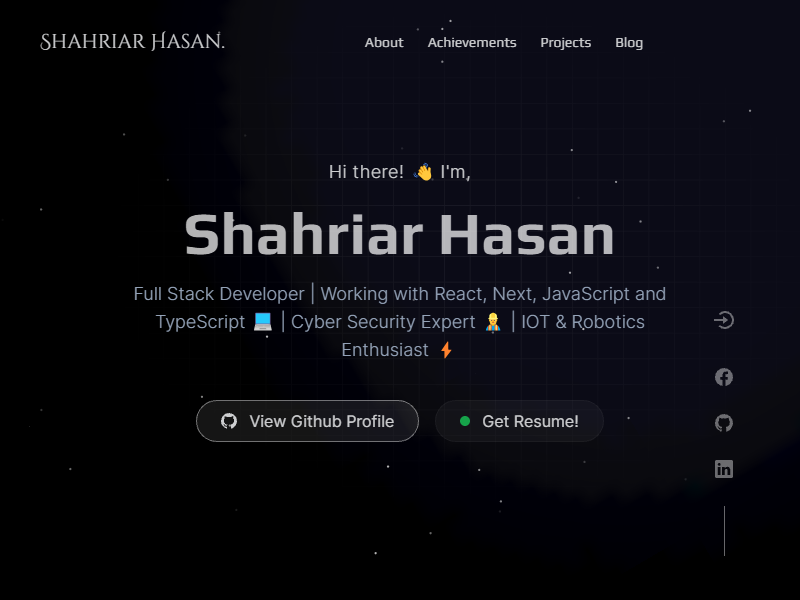 Shahriar Hasan.
About Achievements Projects Blog
Hi there! 👋 I'm,
Shahriar Hasan
Full Stack Developer | Working with React, Next, JavaScript and
TypeScript 💻 | Cyber Security Expert 👷 | IOT & Robotics
Enthusiast ⚡
View Github Profile
Get Resume!